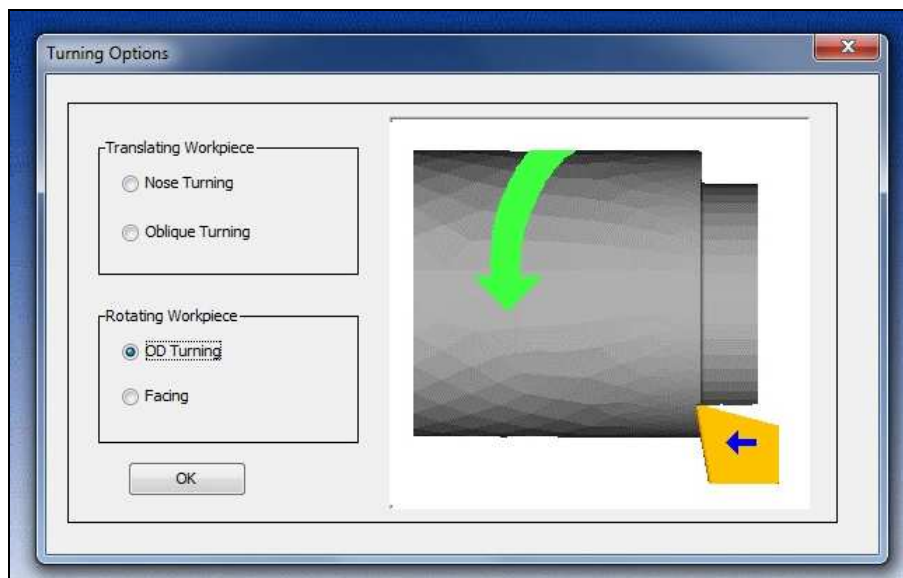 Turning Options
Translating Workpiece
Nose Turning
Oblique Turning
Rotating Workpiece
OD Turning
Facing
OK